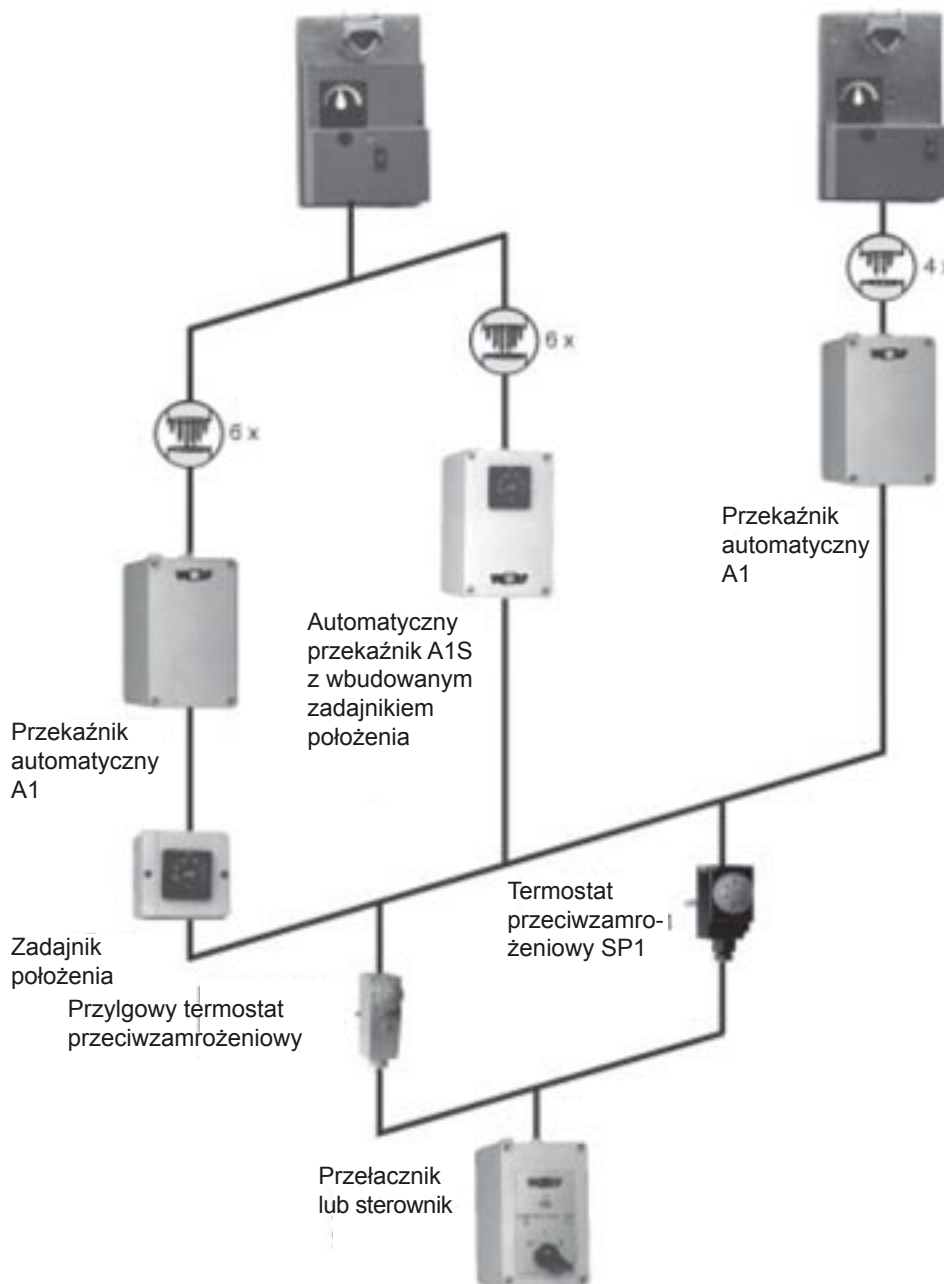 4 x
6 x
6 x
Przekaźnik
automatyczny
A1
Automatyczny
przekaźnik A1S
z wbudowanym
zadajnikiem
położenia
Przekaźnik
automatyczny
A1
Termostat
przeciwzamro-
żeniowy SP1
Zadajnik
położenia
Przylgowy termostat
przeciwzamrożeniowy
Przełacznik
lub sterownik